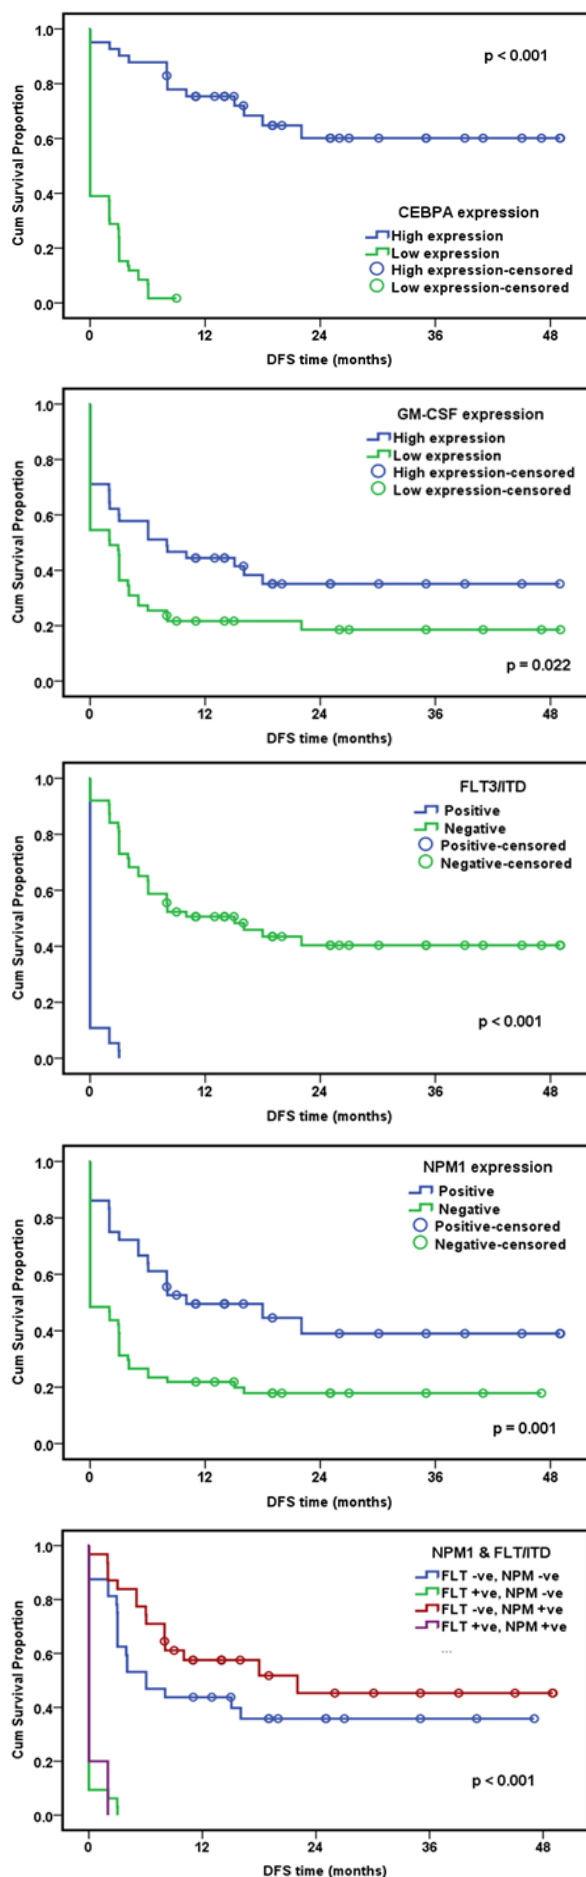 p < 0.001
CEBPA expression
High expression
Low expression
High expression-censored
Low expression-censored
Cum Survival Proportion
1.0
0.8
0.6
0.4
0.2
0.0
0 12 24 36 48
DFS time (months)
GM-CSF expression
High expression
Low expression
High expression-censored
Low expression-censored
p = 0.022
Cum Survival Proportion
1.0
0.8
0.6
0.4
0.2
0.0
0 12 24 36 48
DFS time (months)
FLT3/ITD
Positive
Negative
Positive-censored
Negative-censored
p < 0.001
Cum Survival Proportion
1.0
0.8
0.6
0.4
0.2
0.0
0 12 24 36 48
DFS time (months)
NPM1 expression
Positive
Negative
Positive-censored
Negative-censored
p = 0.001
Cum Survival Proportion
1.0
0.8
0.6
0.4
0.2
0.0
0 12 24 36 48
DFS time (months)
NPM1 & FLT/ITD
FLT -ve, NPM -ve
FLT +ve, NPM -ve
FLT -ve, NPM +ve
FLT +ve, NPM +ve
...
p < 0.001
Cum Survival Proportion
1.0
0.8
0.6
0.4
0.2
0.0
0 12 24 36 48
DFS time (months)